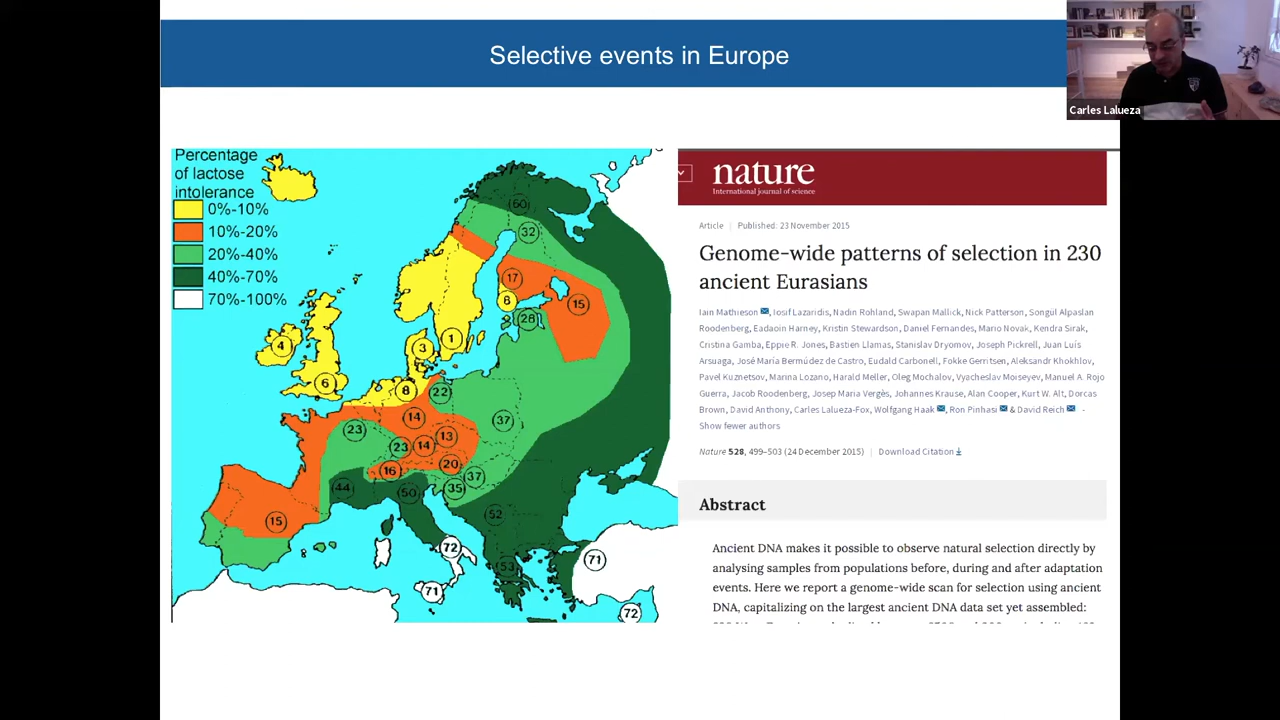 Selective events in Europe
Carles Lalueza
Percentage
of lactose
intolerance
0%-10%
10%-20%
20%-40%
40%-70%
70%-100%
60
32
17
8
15
28
4
3
1
6
8
22
14
37
23
13
23
14
16
20
37
44
50
35
15
52
72
53
71
71
72
nature
International journal of science
Article | Published: 23 November 2015
Genome-wide patterns of selection in 230
ancient Eurasians
Iain Mathieson, Iosif Lazaridis, Nadin Rohland, Swapan Mallick, Nick Patterson, Songül Alpaslan
Roodenberg, Eadaoin Harney, Kristin Stewardson, Daniel Fernandes, Mario Novak, Kendra Sirak,
Cristina Gamba, Eppie R. Jones, Bastien Llamas, Stanislav Dryomov, Joseph Pickrell, Juan Luís
Arsuaga, José María Bermúdez de Castro, Eudald Carbonell, Fokke Gerritsen, Aleksandr Khokhlov,
Pavel Kuznetsov, Marina Lozano, Harald Meller, Oleg Mochalov, Vyacheslav Moiseyev, Manuel A. Rojo
Guerra, Jacob Roodenberg, Josep Maria Vergès, Johannes Krause, Alan Cooper, Kurt W. Alt, Dorcas
Brown, David Anthony, Carles Lalueza-Fox, Wolfgang Haak, Ron Pinhasi & David Reich -
Show fewer authors
Nature 528, 499–503 (24 December 2015) | Download Citation
Abstract
Ancient DNA makes it possible to observe natural selection directly by
analysing samples from populations before, during and after adaptation
events. Here we report a genome-wide scan for selection using ancient
DNA, capitalizing on the largest ancient DNA data set yet assembled: